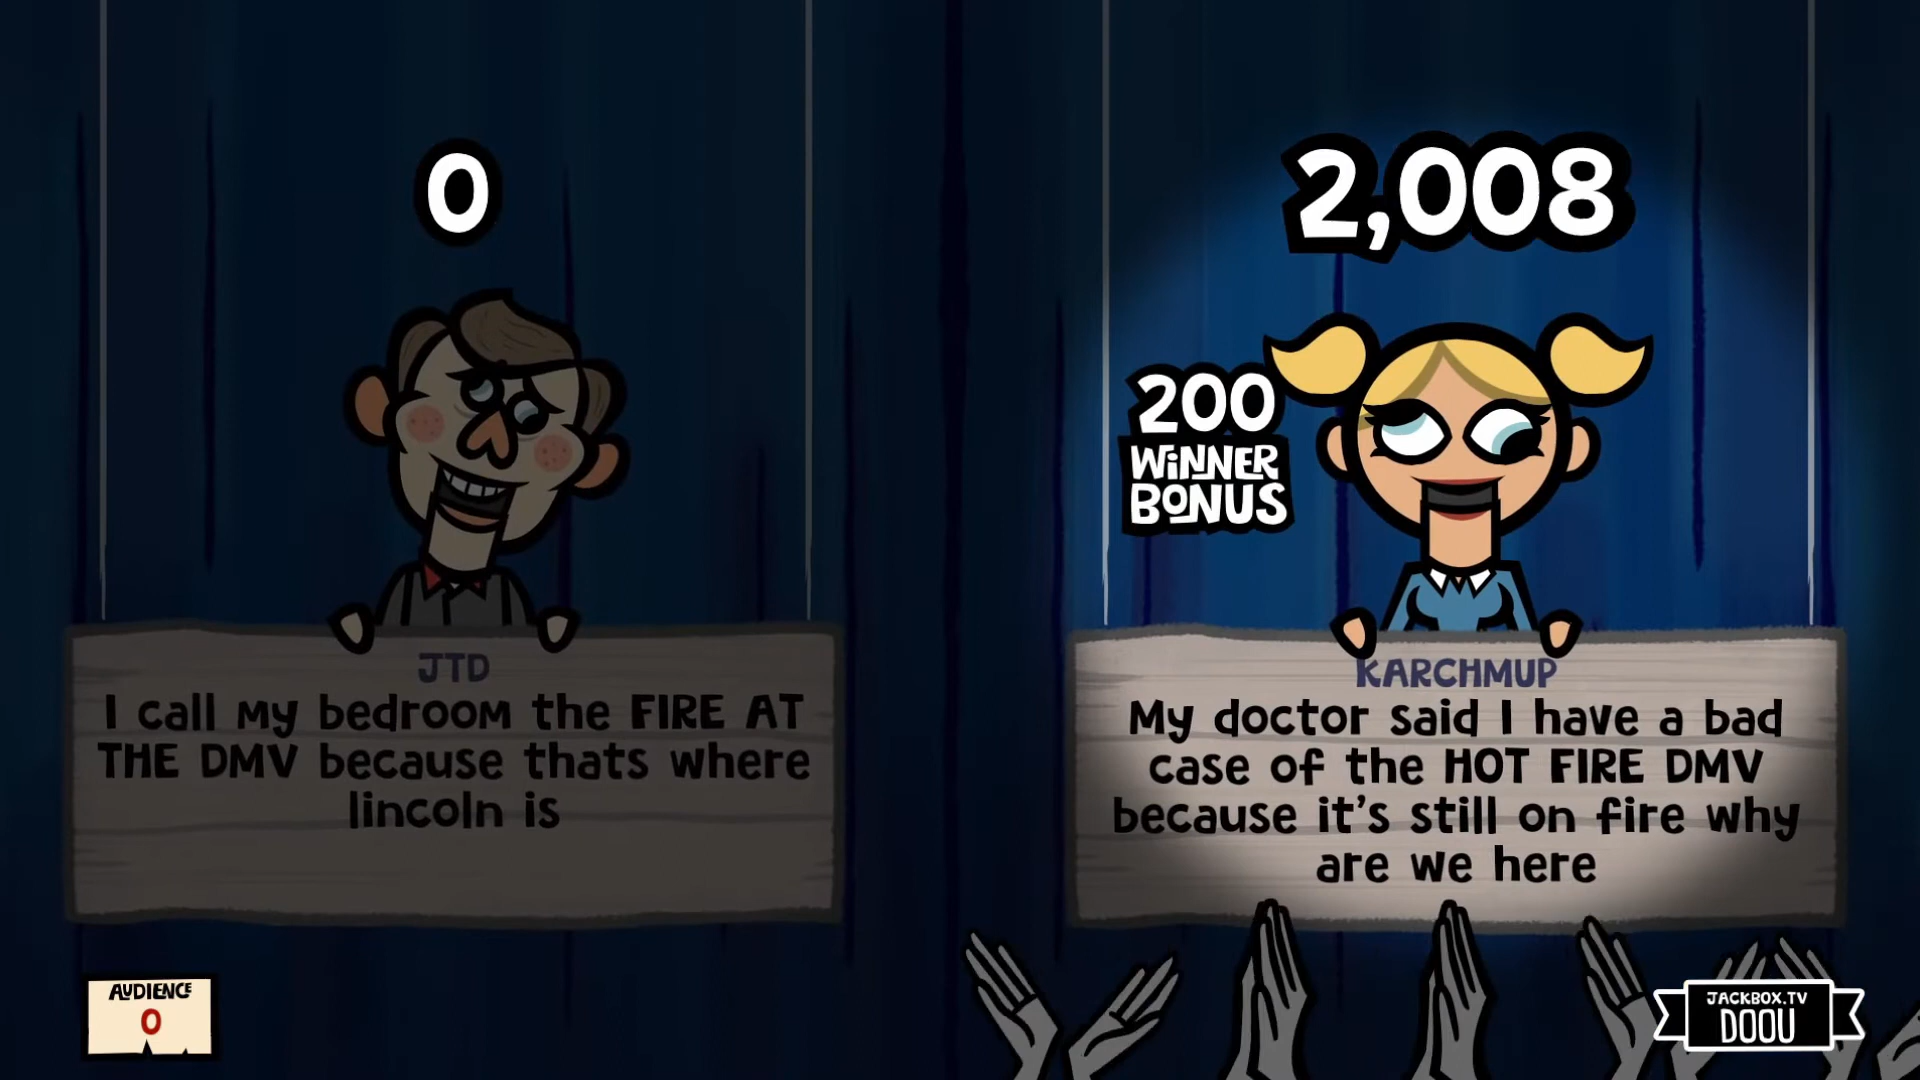 0
JTD
I call my bedroom the FIRE AT
THE DMV because thats where
lincoln is
2,008
200
WINNER
BONUS
KARCHMUP
My doctor said I have a bad
case of the HOT FIRE DMV
because it's still on fire why
are we here
AUDIENCE
0
JACKBOX.TV
DOOU